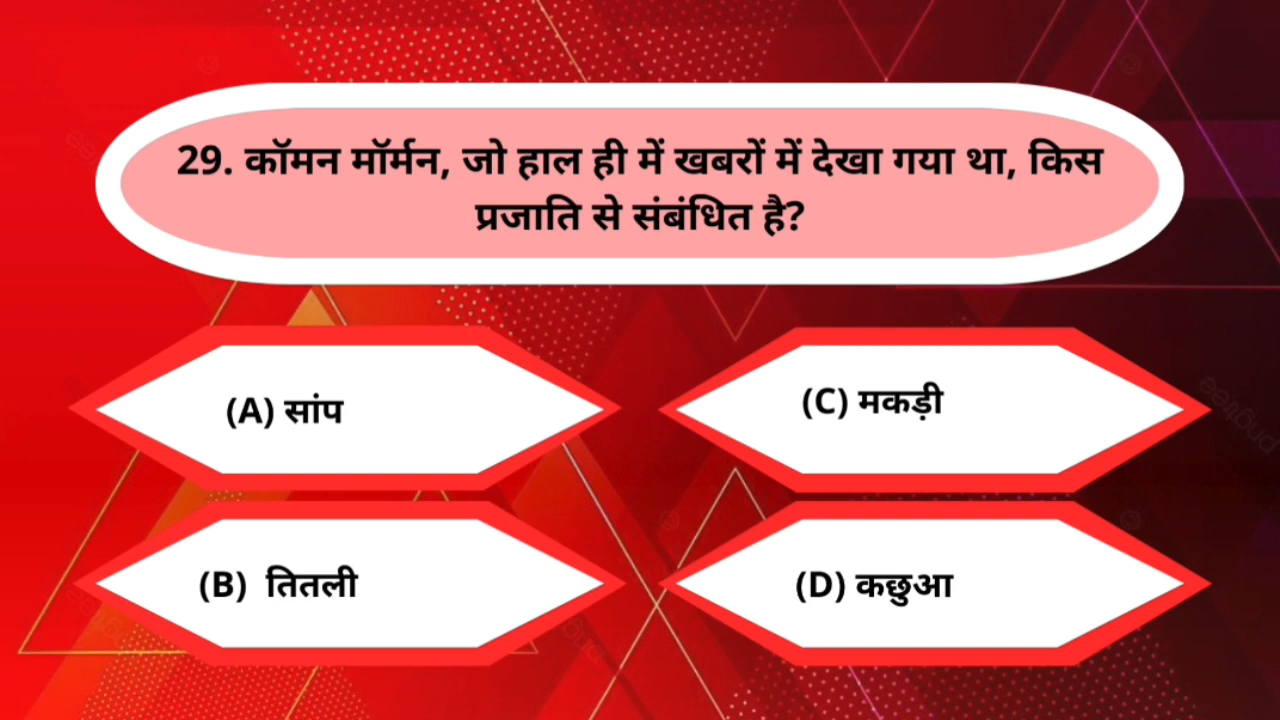 29. कॉमन मॉर्मन, जो हाल ही में खबरों में देखा गया था, किस
प्रजाति से संबंधित है?
(A) सांप
(C) मकड़ी
(B) तितली
(D) कछुआ